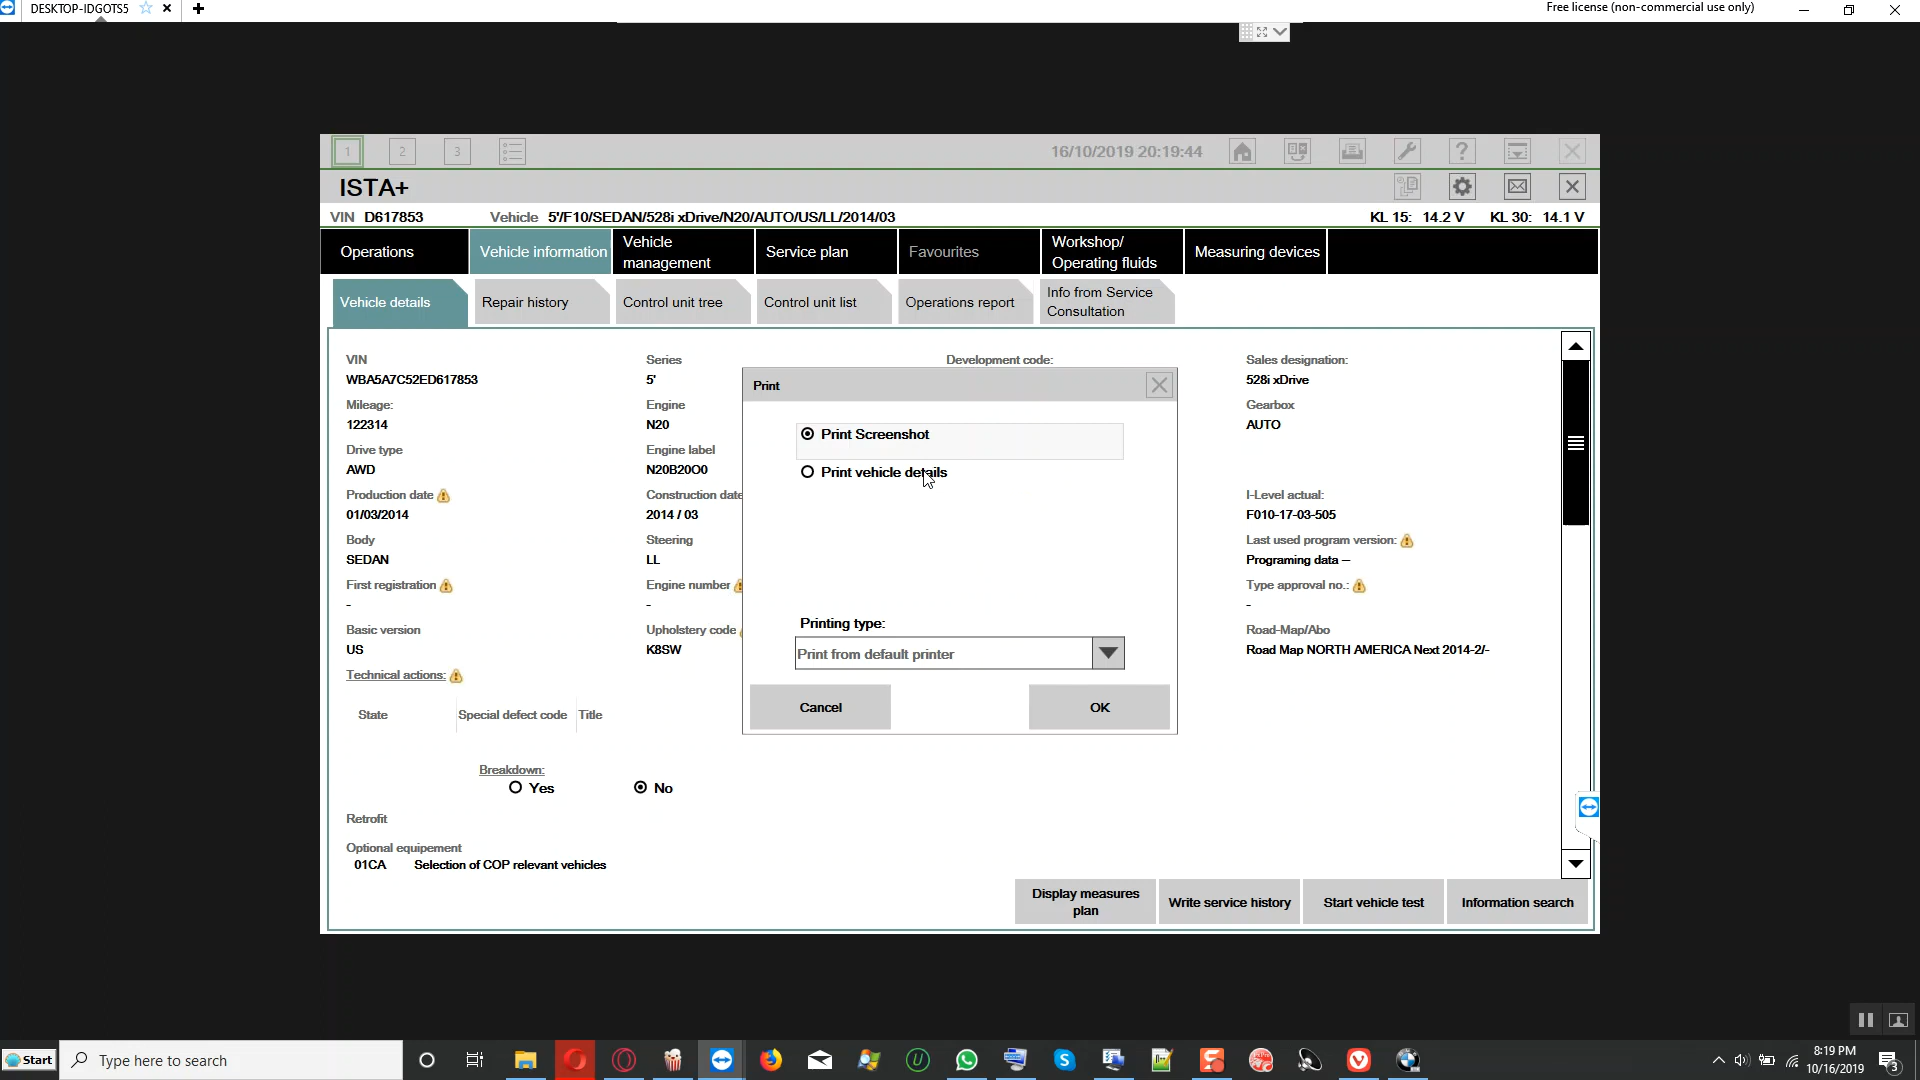 DESKTOP-IDGOTS5
Free license (non-commercial use only)
1 2 3 16/10/2019 20:19:44 ?
ISTA+
VIN D617853 Vehicle 5'/F10/SEDAN/528i xDrive/N20/AUTO/US/LL/2014/03 KL 15: 14.2 V KL 30: 14.1 V
Operations
Vehicle information
Vehicle
management
Service plan
Favourites
Workshop/
Operating fluids
Measuring devices
Vehicle details
Repair history
Control unit tree
Control unit list
Operations report
Info from Service
Consultation
VIN Series Development code: Sales designation:
WBA5A7C52ED617853 5' 528i xDrive
Mileage: Engine Gearbox
122314 N20 AUTO
Drive type Engine label
AWD N20B20O0
Production date Construction date I-Level actual:
01/03/2014 2014 / 03 F010-17-03-505
Body Steering Last used program version:
SEDAN LL Programing data --
First registration Engine number Type approval no.:
- - -
Basic version Upholstery code Road-Map/Abo
US K8SW Road Map NORTH AMERICA Next 2014-2/-
Technical actions:
State Special defect code Title
Breakdown:
Yes No
Retrofit
Optional equipement
01CA Selection of COP relevant vehicles
Print
Print Screenshot
Print vehicle details
Printing type:
Print from default printer
Cancel OK
Display measures
plan
Write service history
Start vehicle test
Information search
Start
Type here to search
8:19 PM
10/16/2019
3